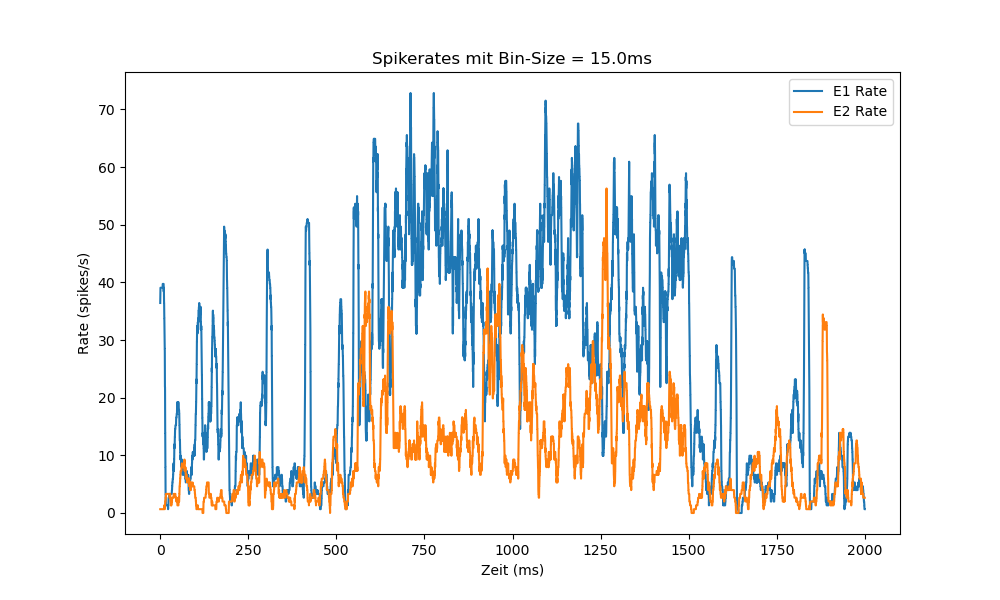 Spikerates mit Bin-Size = 15.0ms
E1 Rate
E2 Rate
Rate (spikes/s)
70
60
50
40
30
20
10
0
0 250 500 750 1000 1250 1500 1750 2000
Zeit (ms)